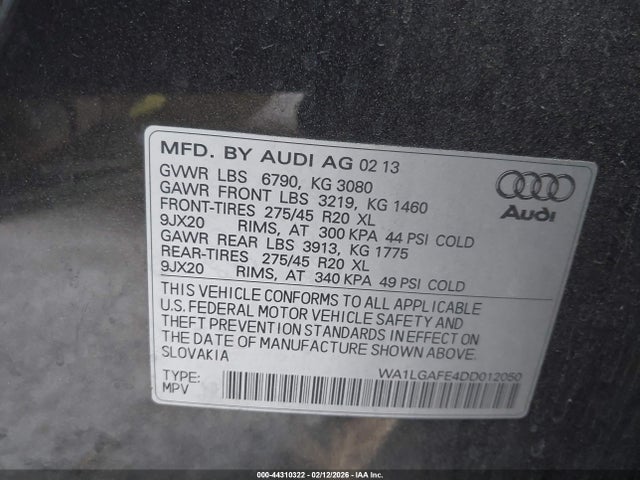 MFD. BY AUDI AG 02 13
GVWR LBS 6790, KG 3080
GAWR FRONT LBS 3219, KG 1460
FRONT-TIRES 275/45 R20 XL
9JX20 RIMS, AT 300 KPA 44 PSI COLD
GAWR REAR LBS 3913, KG 1775
REAR-TIRES 275/45 R20 XL
9JX20 RIMS, AT 340 KPA 49 PSI COLD
Audi
THIS VEHICLE CONFORMS TO ALL APPLICABLE
U.S. FEDERAL MOTOR VEHICLE SAFETY AND
THEFT PREVENTION STANDARDS IN EFFECT ON
THE DATE OF MANUFACTURE SHOWN ABOVE.
SLOVAKIA
WA1LGAFE4DD012050
TYPE:
MPV
000-44310322 - 02/12/2026 - IAA Inc.